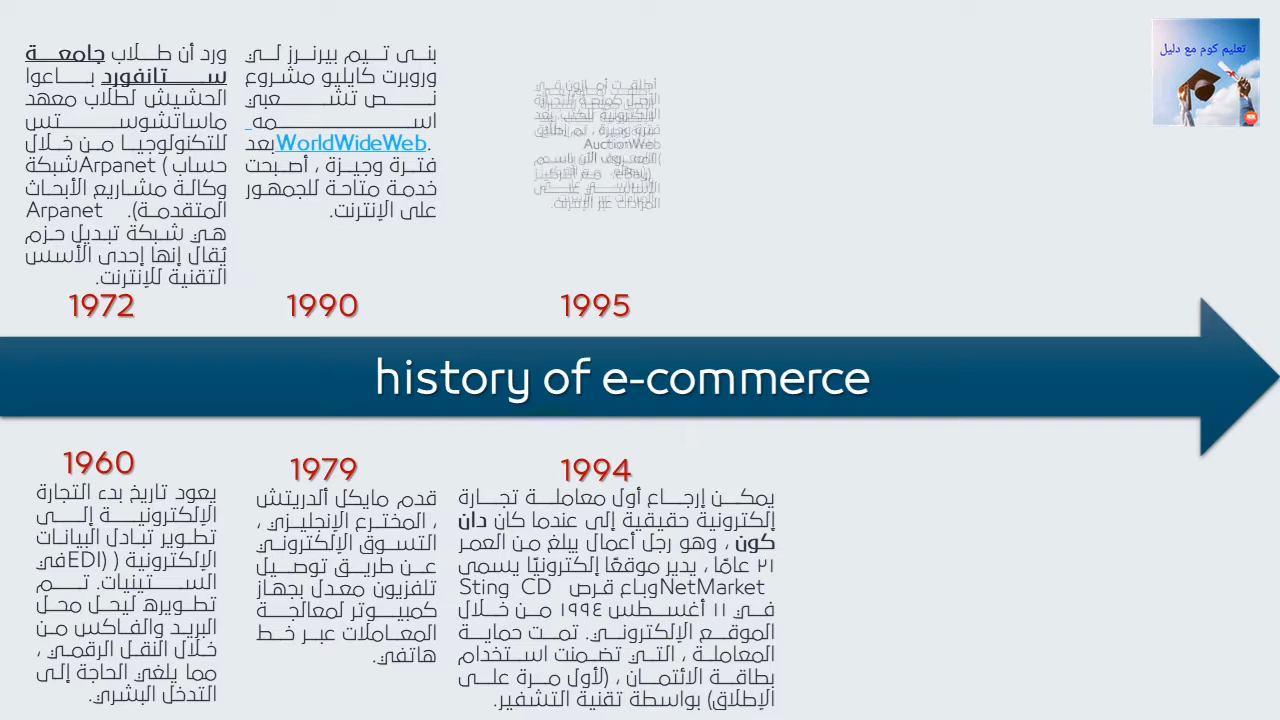 تعليم كوم مع دليل
ورد أن طلاب جامعة
ستانفورد باعوا
الحشيش لطلاب معهد
ماساتشوستس
للتكنولوجيا من خلال
حساب ) Arpanetشبكة
وكالة مشاريع الأبحاث
المتقدمة). Arpanet
هي شبكة تبديل حزم
يُقال إنها إحدى الأسس
التقنية للإنترنت.
1972
بنى تيم بيرنرز لي
وروبرت كايليو مشروع
نص تشعبي
اسمه
WorldWideWeb. بعد
فترة وجيزة ، أصبحت
خدمة متاحة للجمهور
على الإنترنت.
1990
AuctionWeb
المزادات عبر الإنترنت.
1995
history of e-commerce
1960
يعود تاريخ بدء التجارة
الإلكترونية إلى
تطوير تبادل البيانات
الإلكترونية ( (EDIفي
الستينيات. تم
تطويره ليحل محل
البريد والفاكس من
خلال النقل الرقمي ،
مما يلغي الحاجة إلى
التدخل البشري.
1979
قدم مايكل ألدريتش
، المخترع الإنجليزي ،
التسوق الإلكتروني
عن طريق توصيل
تلفزيون معدل بجهاز
كمبيوتر لمعالجة
المعاملات عبر خط
هاتفي.
1994
يمكن إرجاع أول معاملة تجارة
إلكترونية حقيقية إلى عندما كان دان
كون ، وهو رجل أعمال يبلغ من العمر
٢١ عامًا ، يدير موقعًا إلكترونيًا يسمى
NetMarketوباع قرص Sting CD
في ١١ أغسطس ١٩٩٤ من خلال
الموقع الإلكتروني. تمت حماية
المعاملة ، التي تضمنت استخدام
بطاقة الائتمان ، (لأول مرة على
الإطلاق) بواسطة تقنية التشفير.